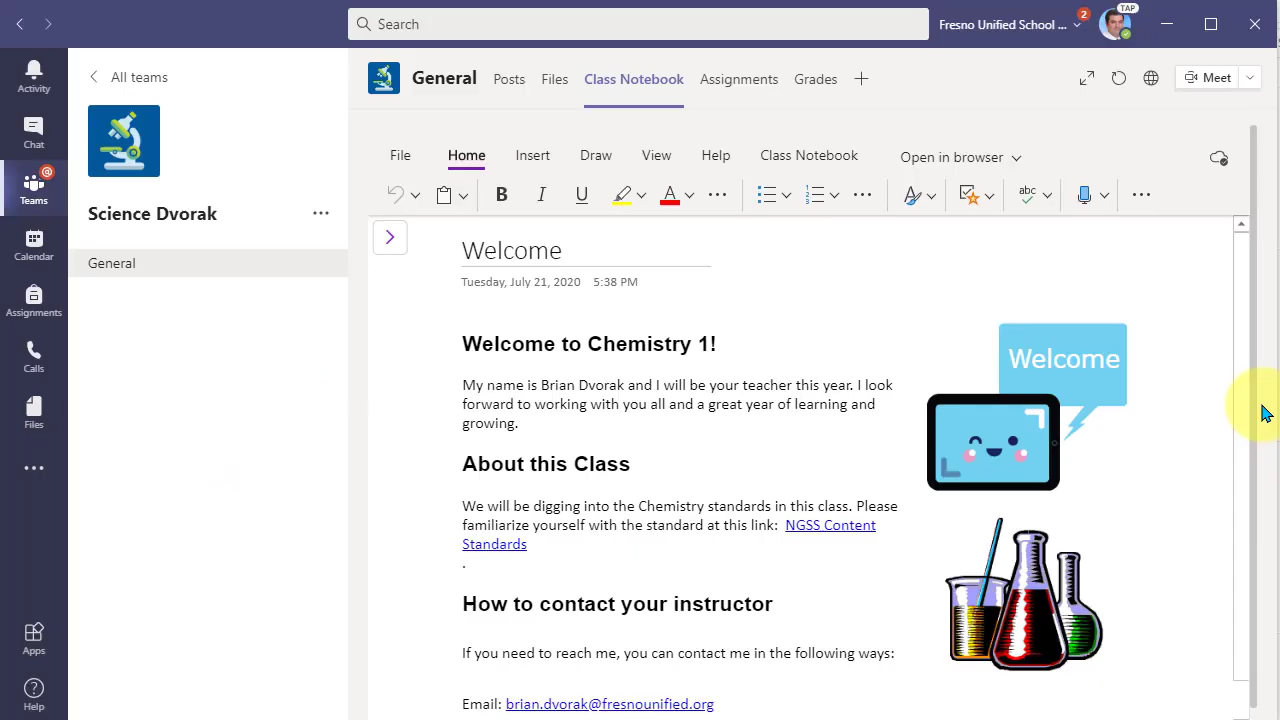 Search
Fresno Unified School ...
2
TAP
Activity
Chat
@
Teams
Calendar
Assignments
Calls
Files
Apps
Help
All teams
Science Dvorak
General
General Posts Files Class Notebook Assignments Grades
Meet
File Home Insert Draw View Help Class Notebook Open in browser
B I U A abc
Welcome
Tuesday, July 21, 2020 5:38 PM
Welcome to Chemistry 1!
My name is Brian Dvorak and I will be your teacher this year. I look
forward to working with you all and a great year of learning and
growing.
About this Class
We will be digging into the Chemistry standards in this class. Please
familiarize yourself with the standard at this link: NGSS Content
Standards
.
How to contact your instructor
If you need to reach me, you can contact me in the following ways:
Email: brian.dvorak@fresnounified.org
Welcome